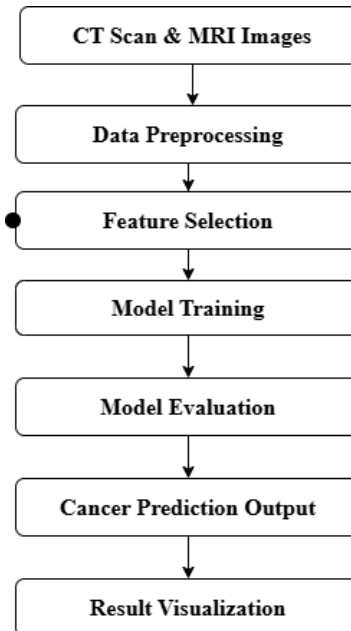 CT Scan & MRI Images
Data Preprocessing
Feature Selection
Model Training
Model Evaluation
Cancer Prediction Output
Result Visualization